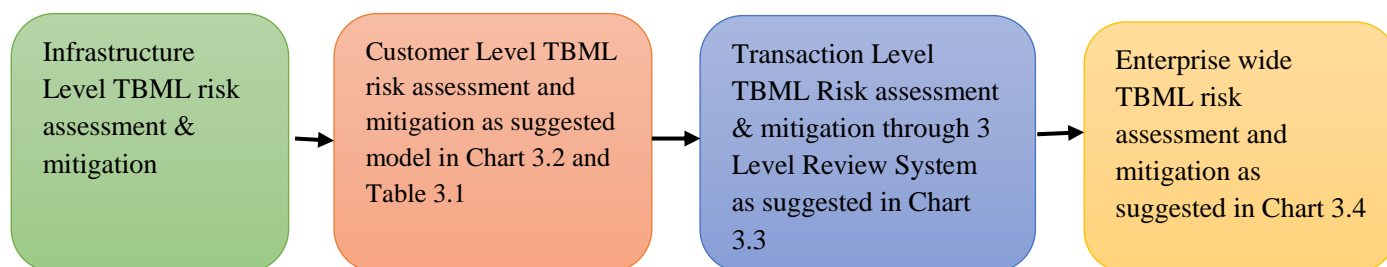 Infrastructure
Level TBML risk
assessment &
mitigation
Customer Level TBML
risk assessment and
mitigation as suggested
model in Chart 3.2 and
Table 3.1
Transaction Level
TBML Risk assessment
& mitigation through 3
Level Review System
as suggested in Chart
3.3
Enterprise wide
TBML risk
assessment and
mitigation as
suggested in Chart 3.4